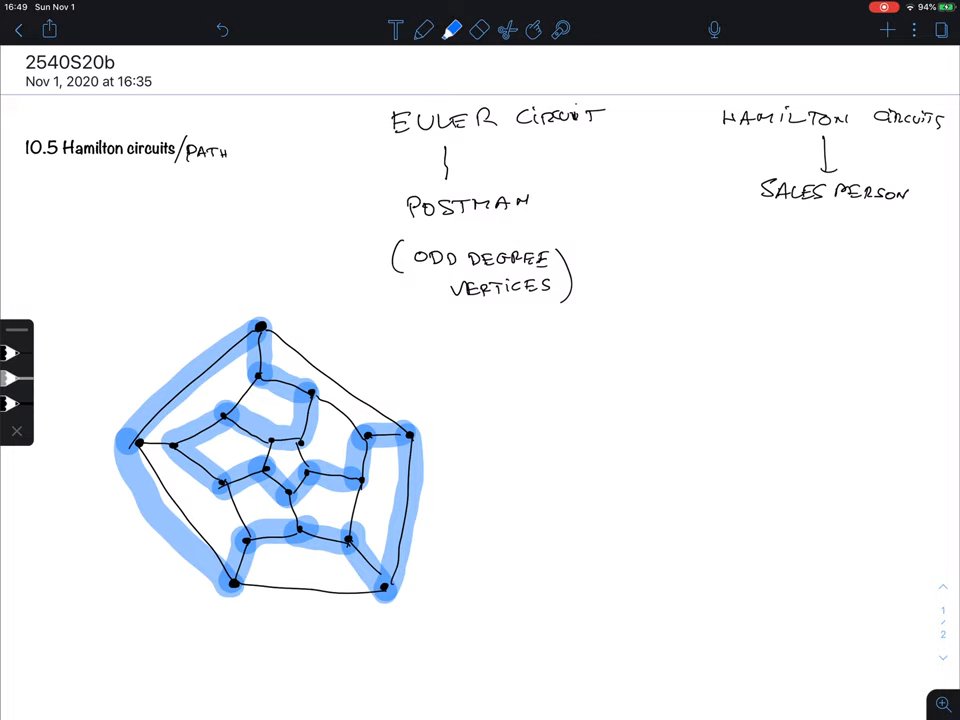 16:49 Sun Nov 1
94%
2540S20b
Nov 1, 2020 at 16:35
10.5 Hamilton circuits/PATH
EULER CIRCUIT
POSTMAN
(ODD DEGREE
VERTICES)
HAMILTON CIRCUITS
SALES PERSON
1
/
2